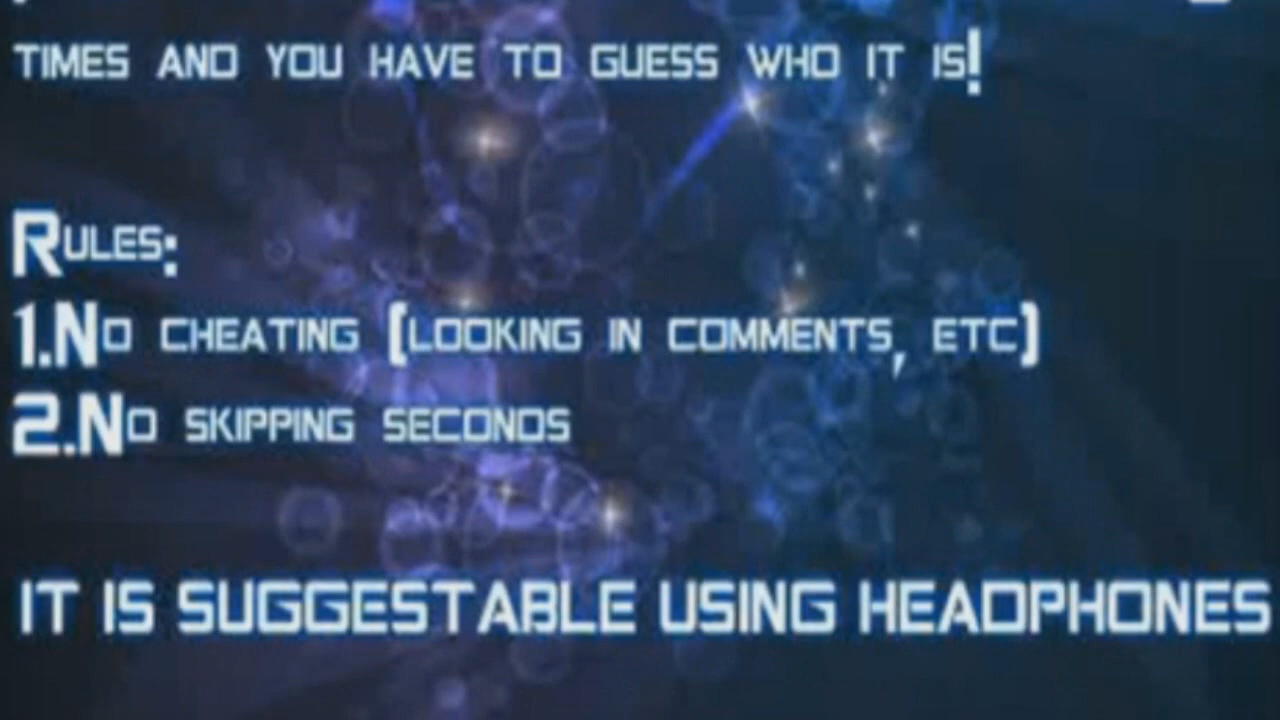 TIMES AND YOU HAVE TO GUESS WHO IT IS!
RULES:
1.NO CHEATING (LOOKING IN COMMENTS, ETC)
2.NO SKIPPING SECONDS
IT IS SUGGESTABLE USING HEADPHONES